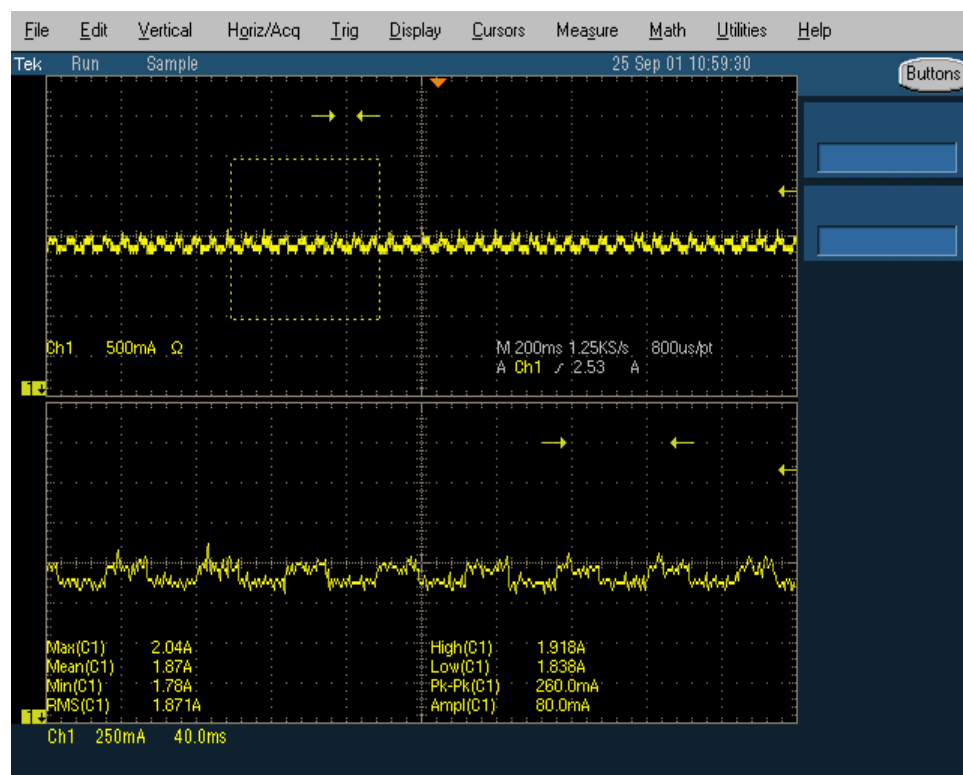 File Edit Vertical Horiz/Acq Trig Display Cursors Measure Math Utilities Help
Tek Run Sample 25 Sep 01 10:59:30 Buttons
Ch1 500mA Ω M 200ms 1.25KS/s 800us/pt
A Ch1 / 2.53 A
1
Max(C1) 2.04A High(C1) 1.918A
Mean(C1) 1.87A Low(C1) 1.838A
Min(C1) 1.78A Pk-Pk(C1) 260.0mA
RMS(C1) 1.871A Ampl(C1) 80.0mA
1
Ch1 250mA 40.0ms